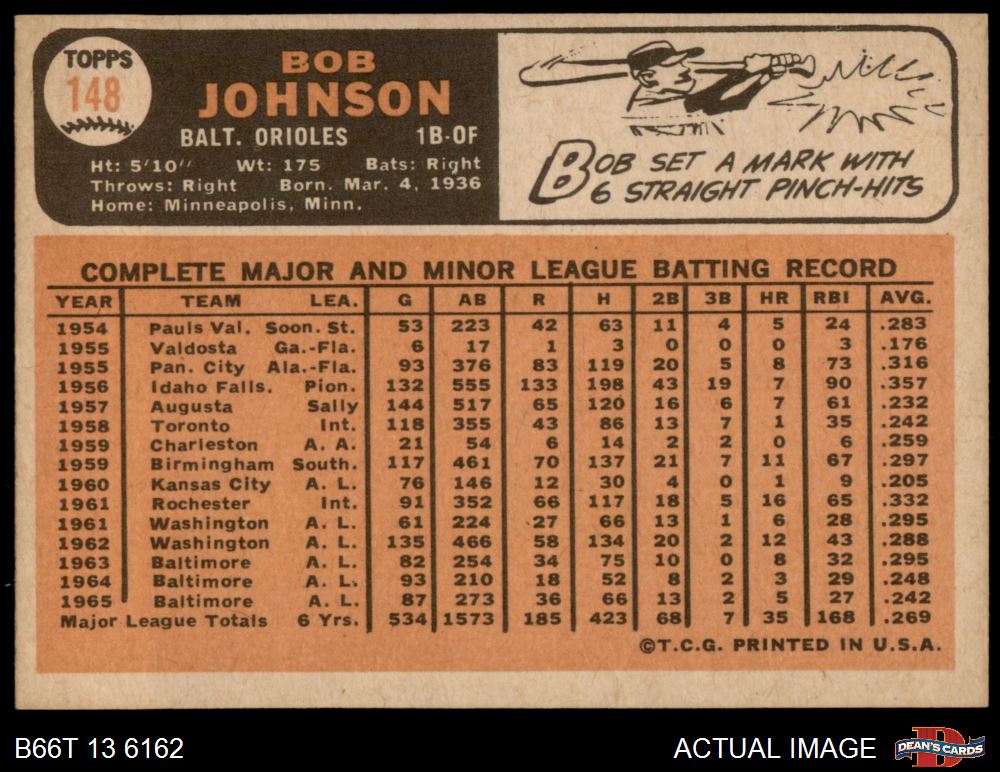 TOPPS
148
BOB
JOHNSON
BALT. ORIOLES 1B-OF
Ht: 5'10'' Wt: 175 Bats: Right
Throws: Right Born. Mar. 4, 1936
Home: Minneapolis, Minn.
BOB SET A MARK WITH
6 STRAIGHT PINCH-HITS
COMPLETE MAJOR AND MINOR LEAGUE BATTING RECORD
YEAR TEAM LEA. G AB R H 2B 3B HR RBI AVG.
1954 Pauls Val. Soon. St. 53 223 42 63 11 4 5 24 .283
1955 Valdosta Ga.-Fla. 6 17 1 3 0 0 0 3 .176
1955 Pan. City Ala.-Fla. 93 376 83 119 20 5 8 73 .316
1956 Idaho Falls. Pion. 132 555 133 198 43 19 7 90 .357
1957 Augusta Sally 144 517 65 120 16 6 7 61 .232
1958 Toronto Int. 118 355 43 86 13 7 1 35 .242
1959 Charleston A. A. 21 54 6 14 2 2 0 6 .259
1959 Birmingham South. 117 461 70 137 21 7 11 67 .297
1960 Kansas City A. L. 76 146 12 30 4 0 1 9 .205
1961 Rochester Int. 91 352 66 117 18 5 16 65 .332
1961 Washington A. L. 61 224 27 66 13 1 6 28 .295
1962 Washington A. L. 135 466 58 134 20 2 12 43 .288
1963 Baltimore A. L. 82 254 34 75 10 0 8 32 .295
1964 Baltimore A. L. 93 210 18 52 8 2 3 29 .248
1965 Baltimore A. L. 87 273 36 66 13 2 5 27 .242
Major League Totals 6 Yrs. 534 1573 185 423 68 7 35 168 .269
©T.C.G. PRINTED IN U.S.A.
B66T 13 6162 ACTUAL IMAGE
DEAN'S CARDS